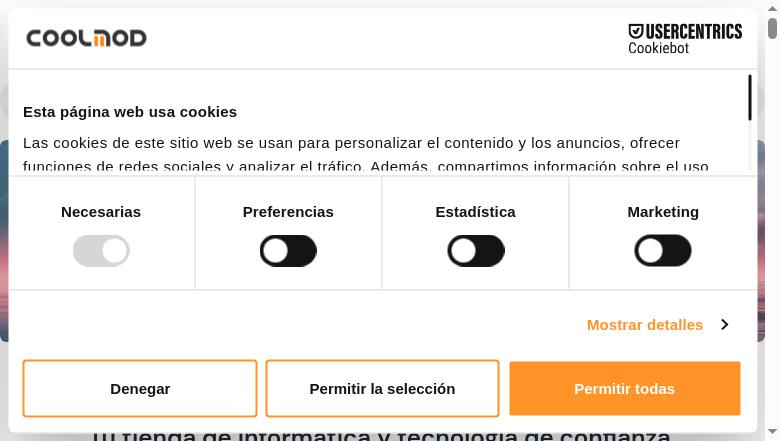 COOLMOD
USERCENTRICS
Cookiebot
Esta página web usa cookies
Las cookies de este sitio web se usan para personalizar el contenido y los anuncios, ofrecer
funciones de redes sociales y analizar el tráfico. Además, compartimos información sobre el uso
Necesarias
Preferencias
Estadística
Marketing
Mostrar detalles
Denegar
Permitir la selección
Permitir todas
Tu tienda de informática y tecnología de confianza